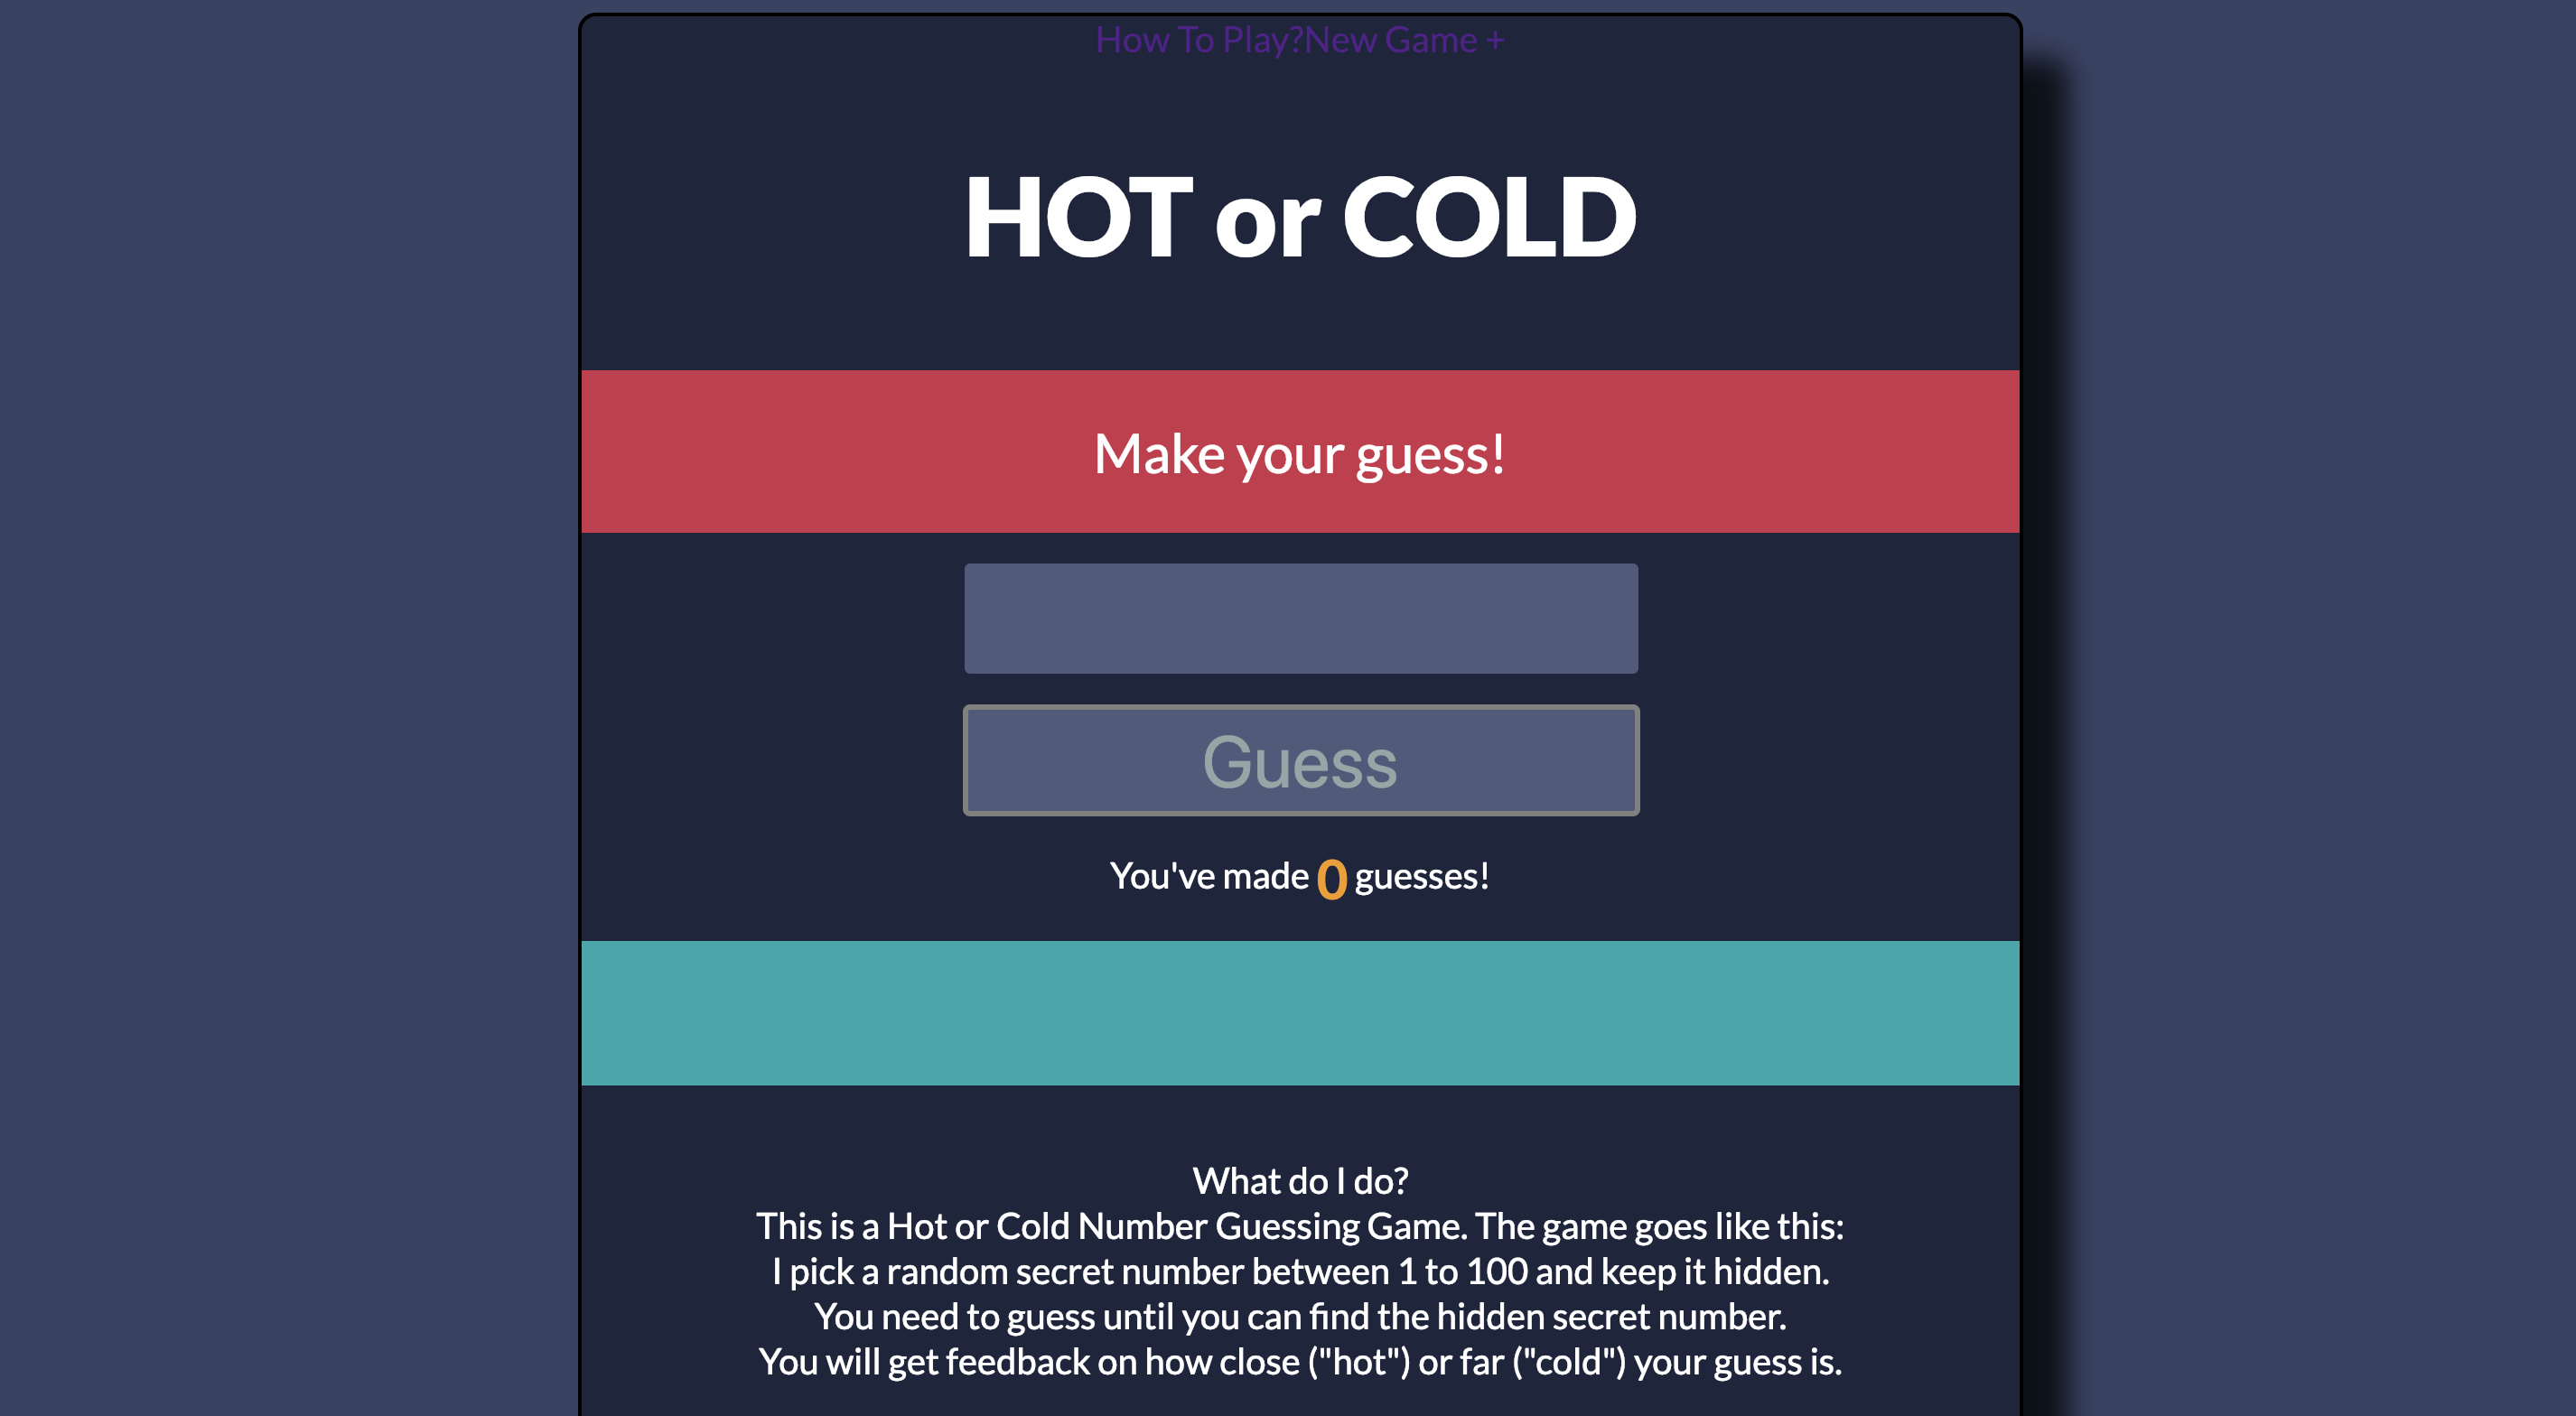 How To Play?New Game +
HOT or COLD
Make your guess!
Guess
You've made 0 guesses!
What do I do?
This is a Hot or Cold Number Guessing Game. The game goes like this:
I pick a random secret number between 1 to 100 and keep it hidden.
You need to guess until you can find the hidden secret number.
You will get feedback on how close ("hot") or far ("cold") your guess is.